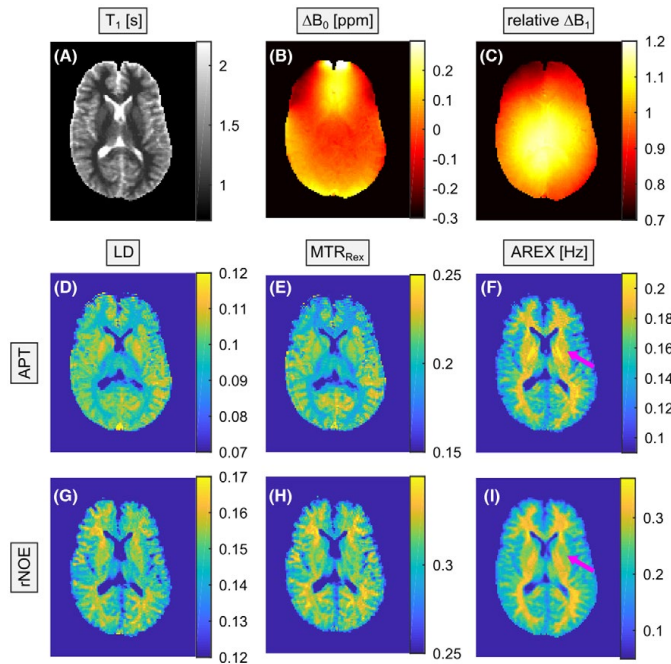 T₁ [s]
ΔB₀ [ppm]
relative ΔB₁
(A)
2
1.5
1
(B)
0.2
0.1
0
-0.1
-0.2
-0.3
(C)
1.2
1.1
1
0.9
0.8
0.7
LD
MTR_Rex
AREX [Hz]
APT
(D)
0.12
0.11
0.1
0.09
0.08
0.07
(E)
0.25
0.2
0.15
(F)
0.2
0.18
0.16
0.14
0.12
0.1
rNOE
(G)
0.17
0.16
0.15
0.14
0.13
0.12
(H)
0.3
0.25
(I)
0.3
0.2
0.1